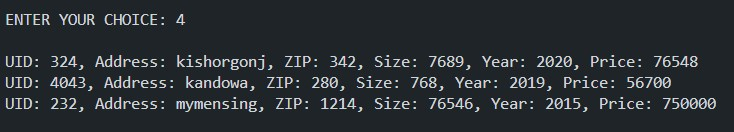 ENTER YOUR CHOICE: 4
UID: 324, Address: kishorgonj, ZIP: 342, Size: 7689, Year: 2020, Price: 76548
UID: 4043, Address: kandowa, ZIP: 280, Size: 768, Year: 2019, Price: 56700
UID: 232, Address: mymensing, ZIP: 1214, Size: 76546, Year: 2015, Price: 750000